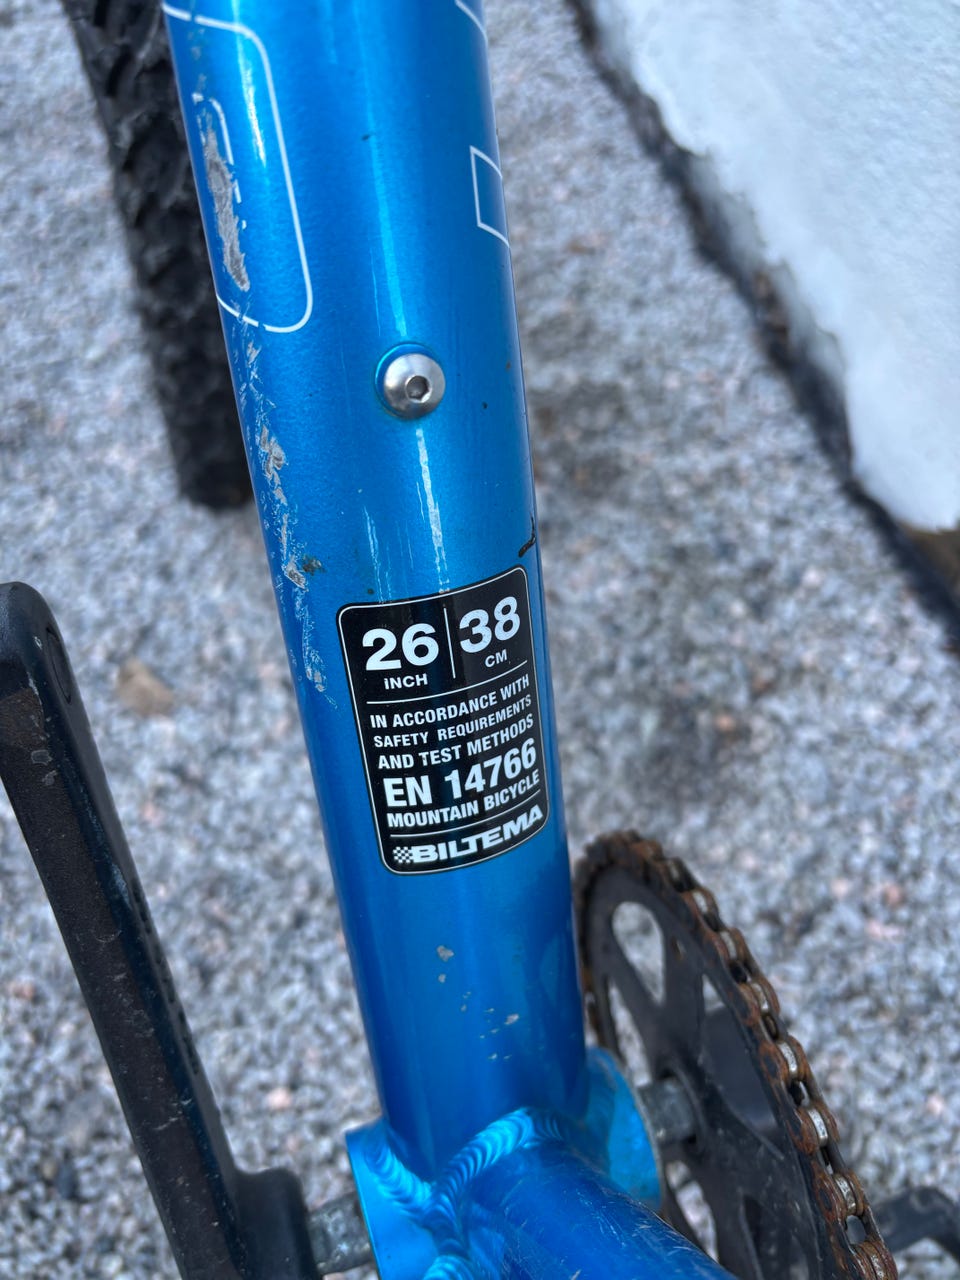 26 38
INCH CM
IN ACCORDANCE WITH
SAFETY REQUIREMENTS
AND TEST METHODS
EN 14766
MOUNTAIN BICYCLE
BILTEMA